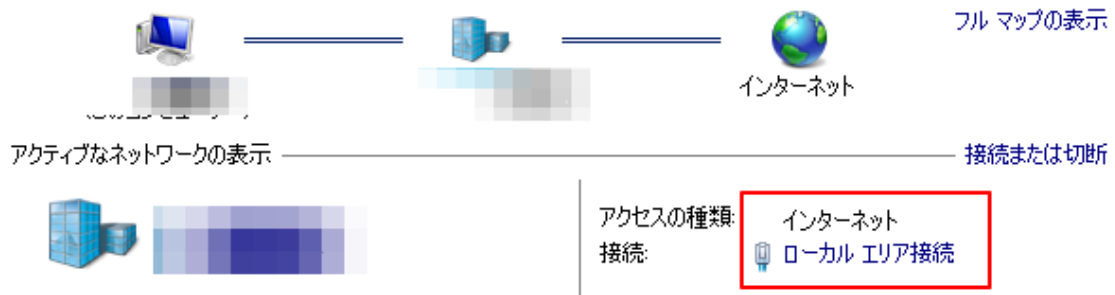 フル マップの表示
インターネット
アクティブなネットワークの表示
接続または切断
アクセスの種類:
インターネット
接続:
ローカル エリア接続